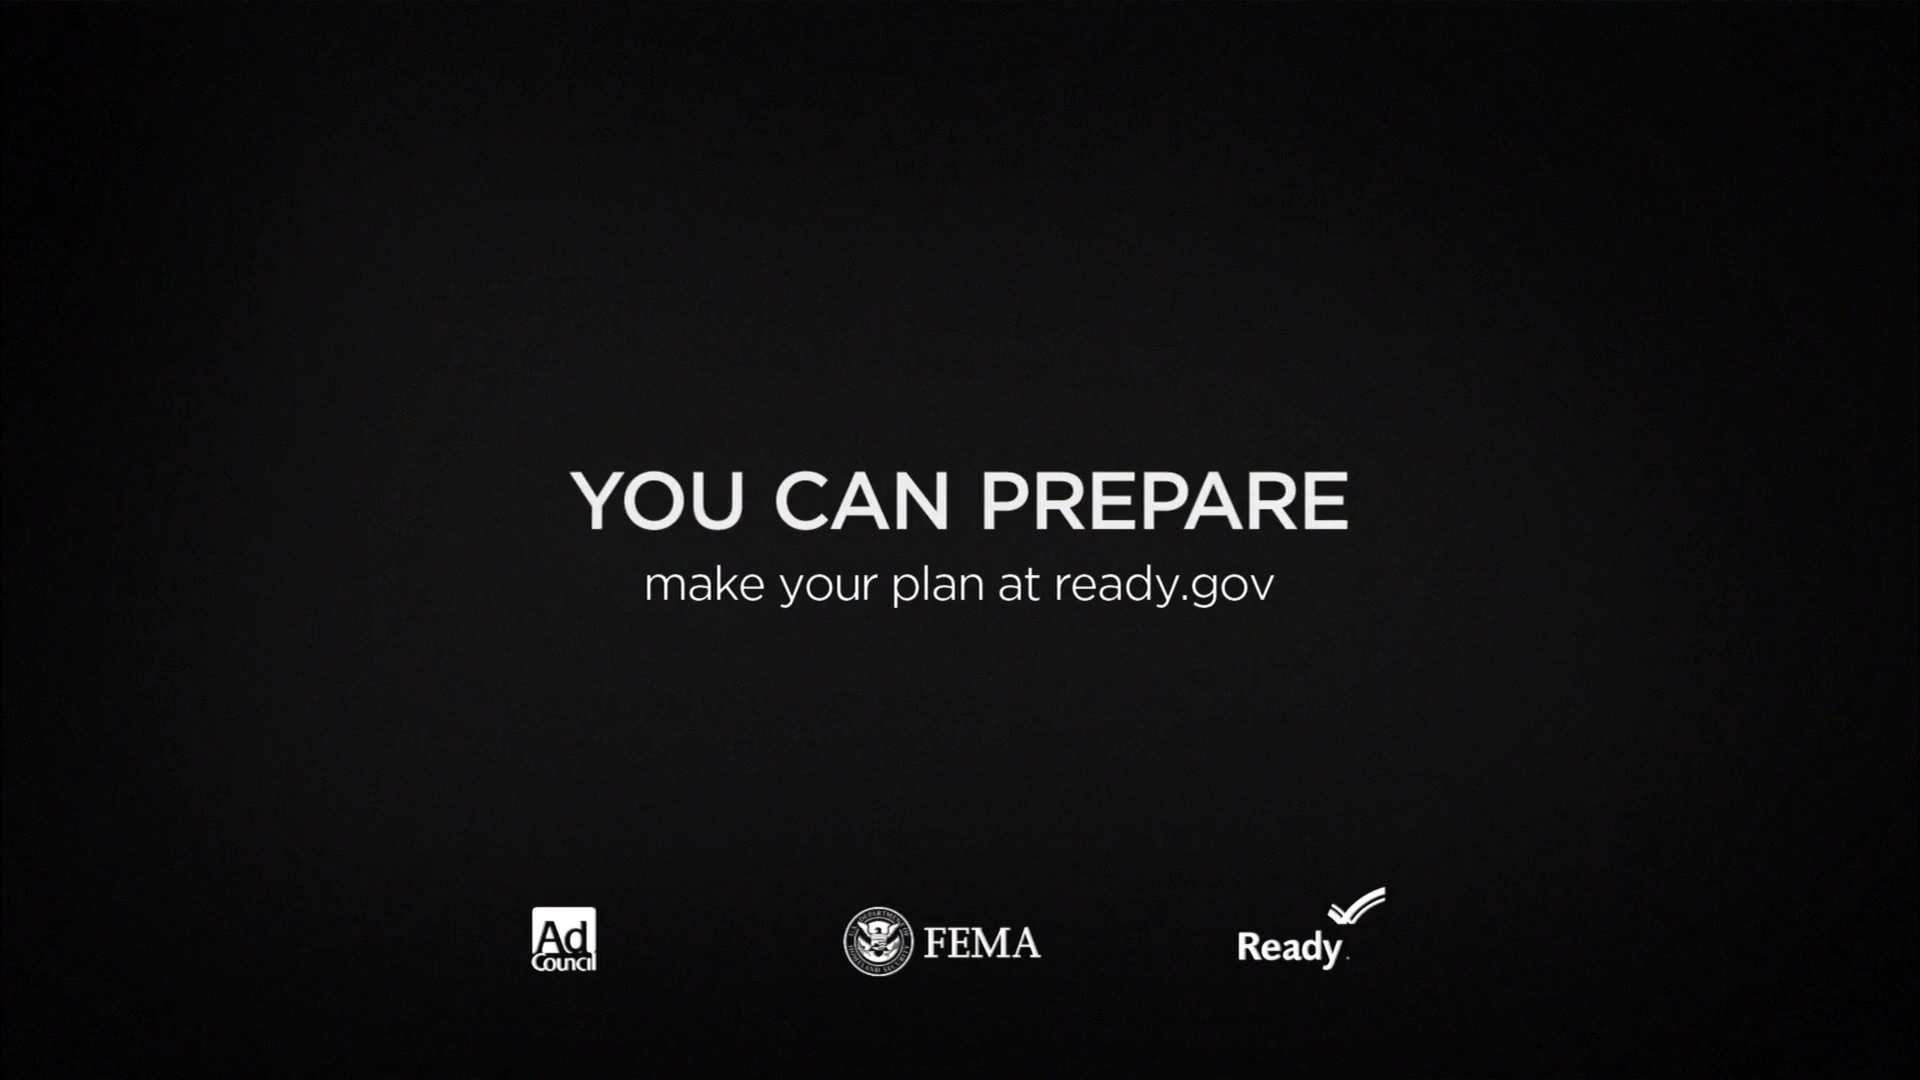 YOU CAN PREPARE
make your plan at ready.gov
Ad
Council
FEMA
Ready